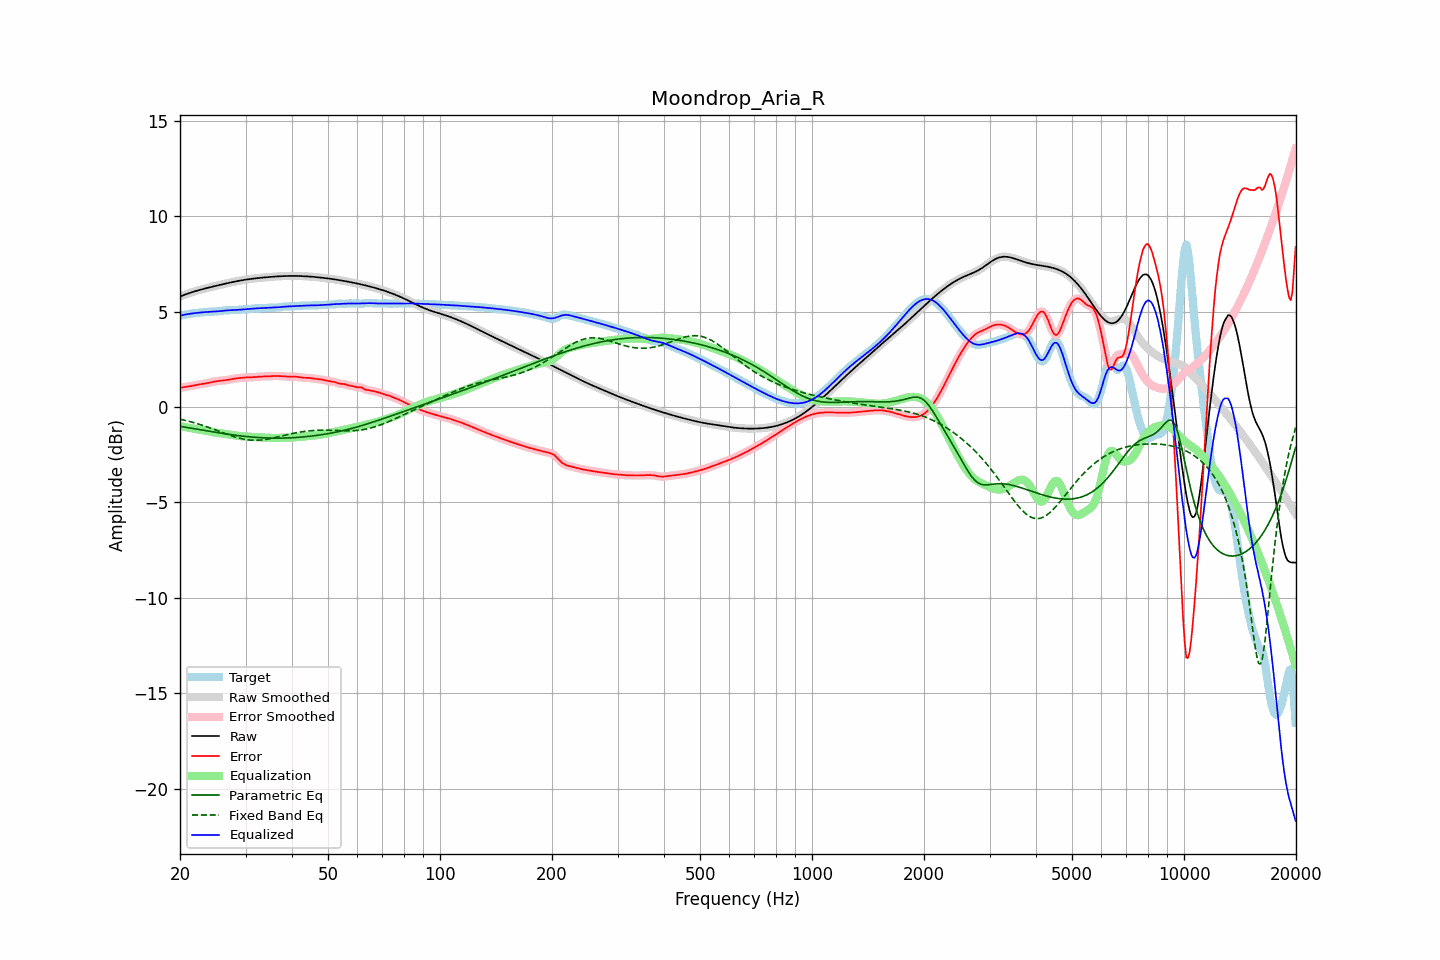 Moondrop_Aria_R
15
10
5
0
−5
−10
−15
−20
Amplitude (dBr)
Target
Raw Smoothed
Error Smoothed
Raw
Error
Equalization
Parametric Eq
Fixed Band Eq
Equalized
20 50 100 200 500 1000 2000 5000 10000 20000
Frequency (Hz)